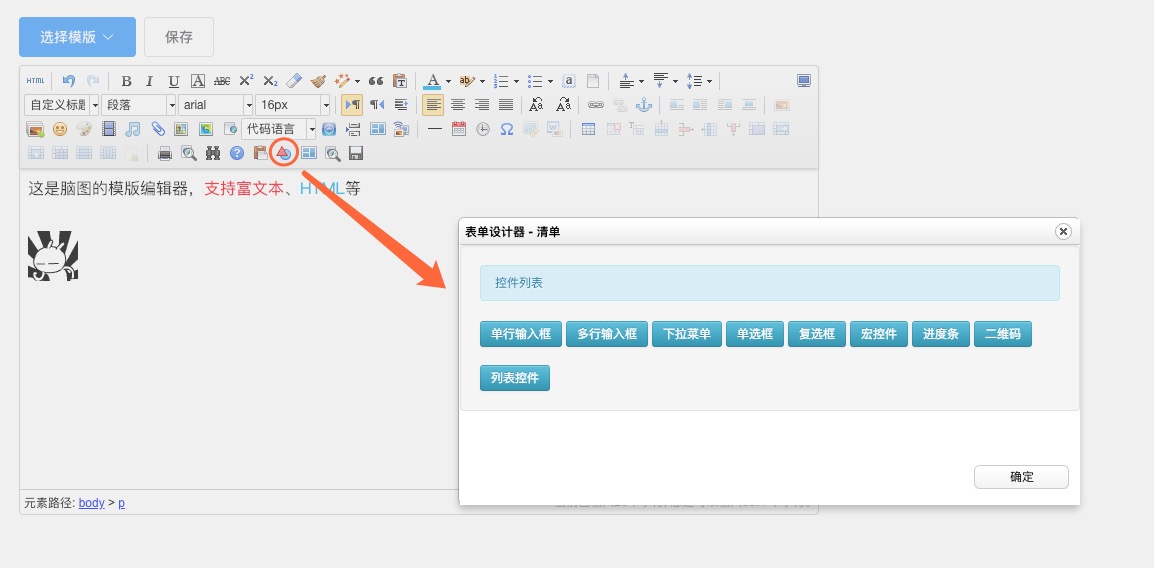 选择模版
保存
HTML
B I U A ABC X² X₂
自定义标题 段落 arial 16px
代码语言
这是脑图的模版编辑器，支持富文本、HTML等
表单设计器 - 清单
控件列表
单行输入框 多行输入框 下拉菜单 单选框 复选框 宏控件 进度条 二维码
列表控件
确定
元素路径: body > p